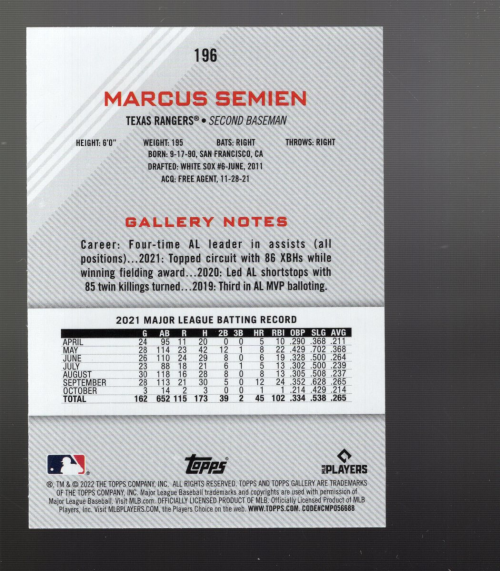 196
MARCUS SEMIEN
TEXAS RANGERS® • SECOND BASEMAN
HEIGHT: 6'0" WEIGHT: 195 BATS: RIGHT THROWS: RIGHT
BORN: 9-17-90, SAN FRANCISCO, CA
DRAFTED: WHITE SOX #6-JUNE, 2011
ACQ: FREE AGENT, 11-28-21
GALLERY NOTES
Career: Four-time AL leader in assists (all
positions)...2021: Topped circuit with 86 XBHs while
winning fielding award...2020: Led AL shortstops with
85 twin killings turned...2019: Third in AL MVP balloting.
2021 MAJOR LEAGUE BATTING RECORD
G AB R H 2B 3B HR RBI OBP SLG AVG
APRIL 24 95 11 20 0 0 5 10 .290 .368 .211
MAY 28 114 23 42 12 1 8 22 .429 .702 .368
JUNE 26 110 24 29 8 0 6 19 .328 .500 .264
JULY 23 88 18 21 6 1 5 13 .302 .500 .239
AUGUST 30 118 16 28 8 0 8 13 .305 .508 .237
SEPTEMBER 28 113 21 30 5 0 12 24 .352 .628 .265
OCTOBER 3 14 2 3 0 0 1 1 .214 .429 .214
TOTAL 162 652 115 173 39 2 45 102 .334 .538 .265
Topps
MLB PLAYERS
®, TM & © 2022 THE TOPPS COMPANY, INC. ALL RIGHTS RESERVED. TOPPS AND TOPPS GALLERY ARE TRADEMARKS
OF THE TOPPS COMPANY, INC. Major League Baseball trademarks and copyrights are used with permission of
Major League Baseball. Visit MLB.com. OFFICIALLY LICENSED PRODUCT OF MLB Officially Licensed Product of MLB
Players, Inc. Visit MLBPLAYERS.COM, the Players Choice on the web. WWW.TOPPS.COM. CODE#CMP056688